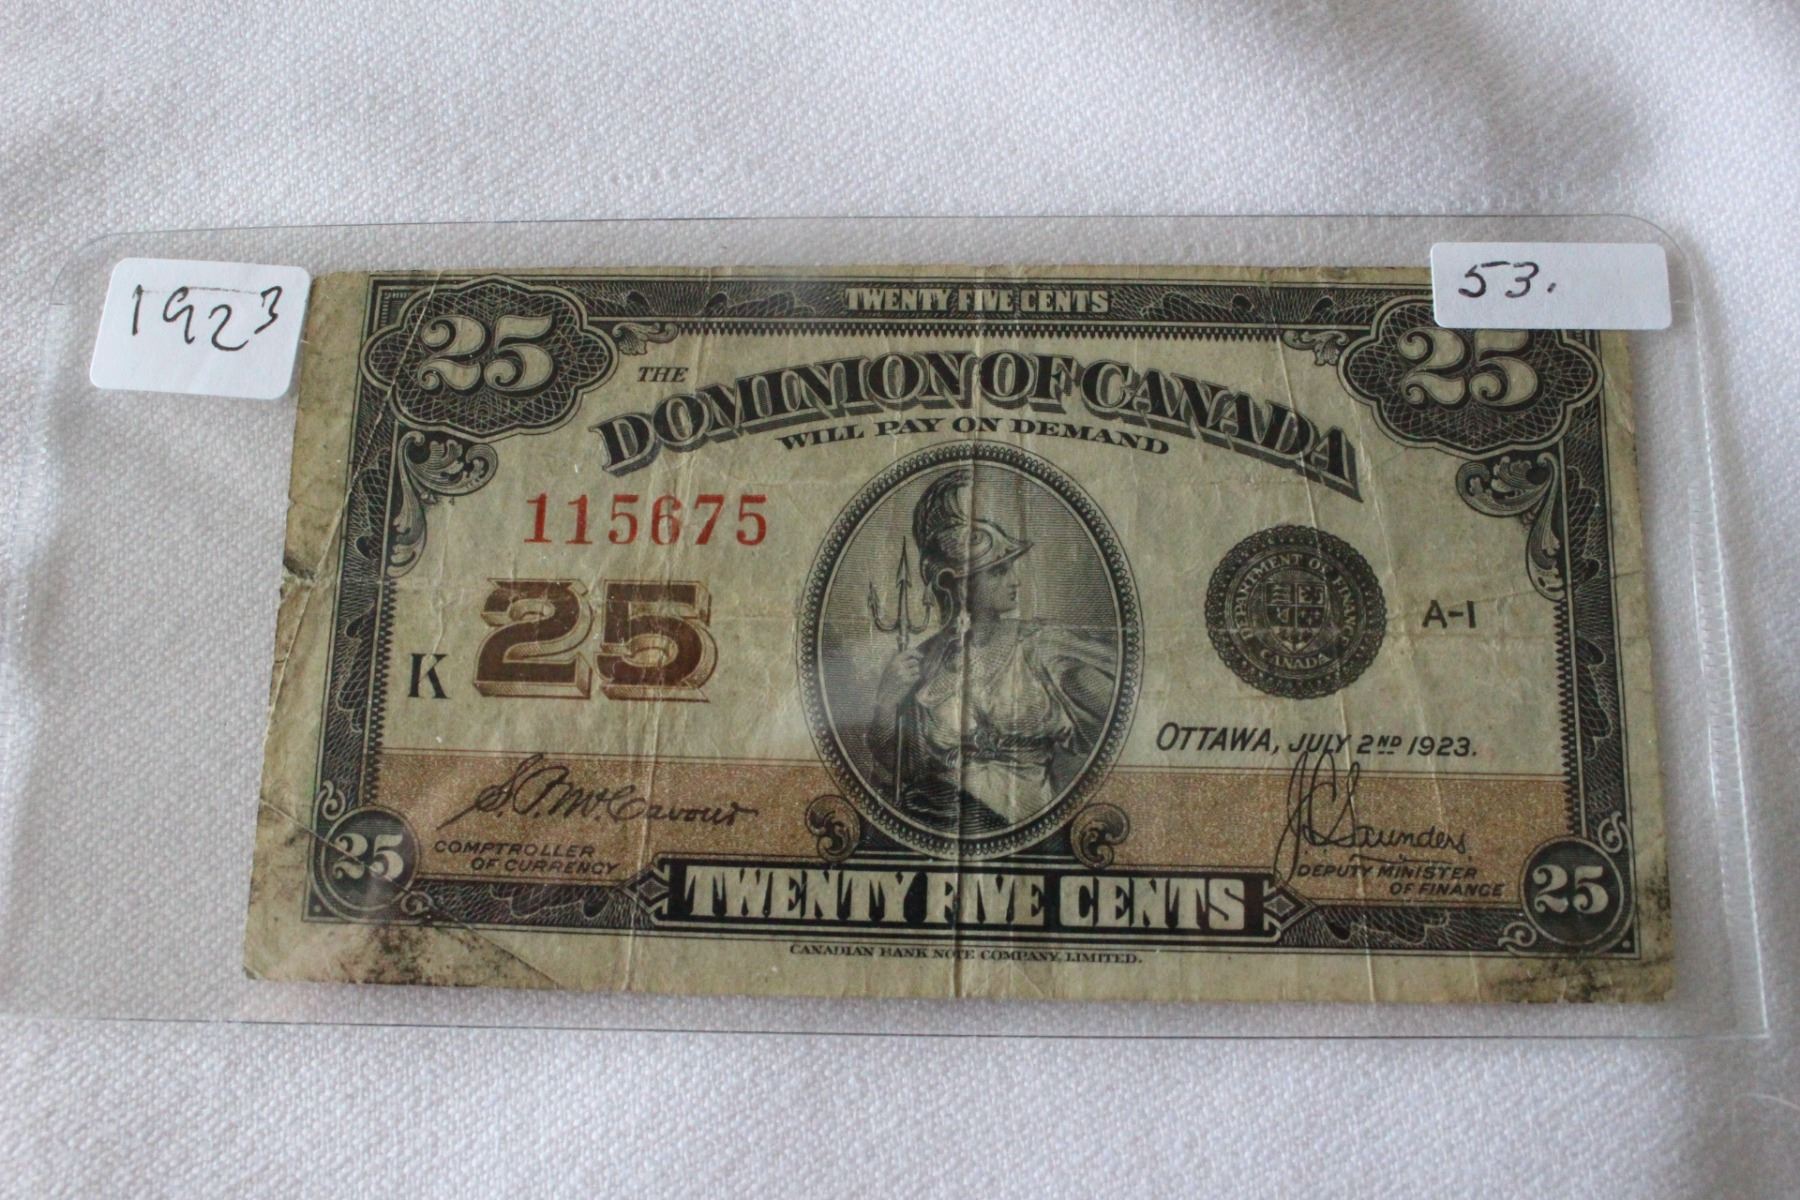 1923
53.
TWENTY FIVE CENTS
25
25
THE
DOMINION OF CANADA
WILL PAY ON DEMAND
115675
K
25
DEPARTMENT OF FINANCE
CANADA
A-1
OTTAWA, JULY 2ND 1923.
S.P. McCavour
COMPTROLLER
OF CURRENCY
J C Saunders
DEPUTY MINISTER
OF FINANCE
25
TWENTY FIVE CENTS
25
CANADIAN BANK NOTE COMPANY, LIMITED.